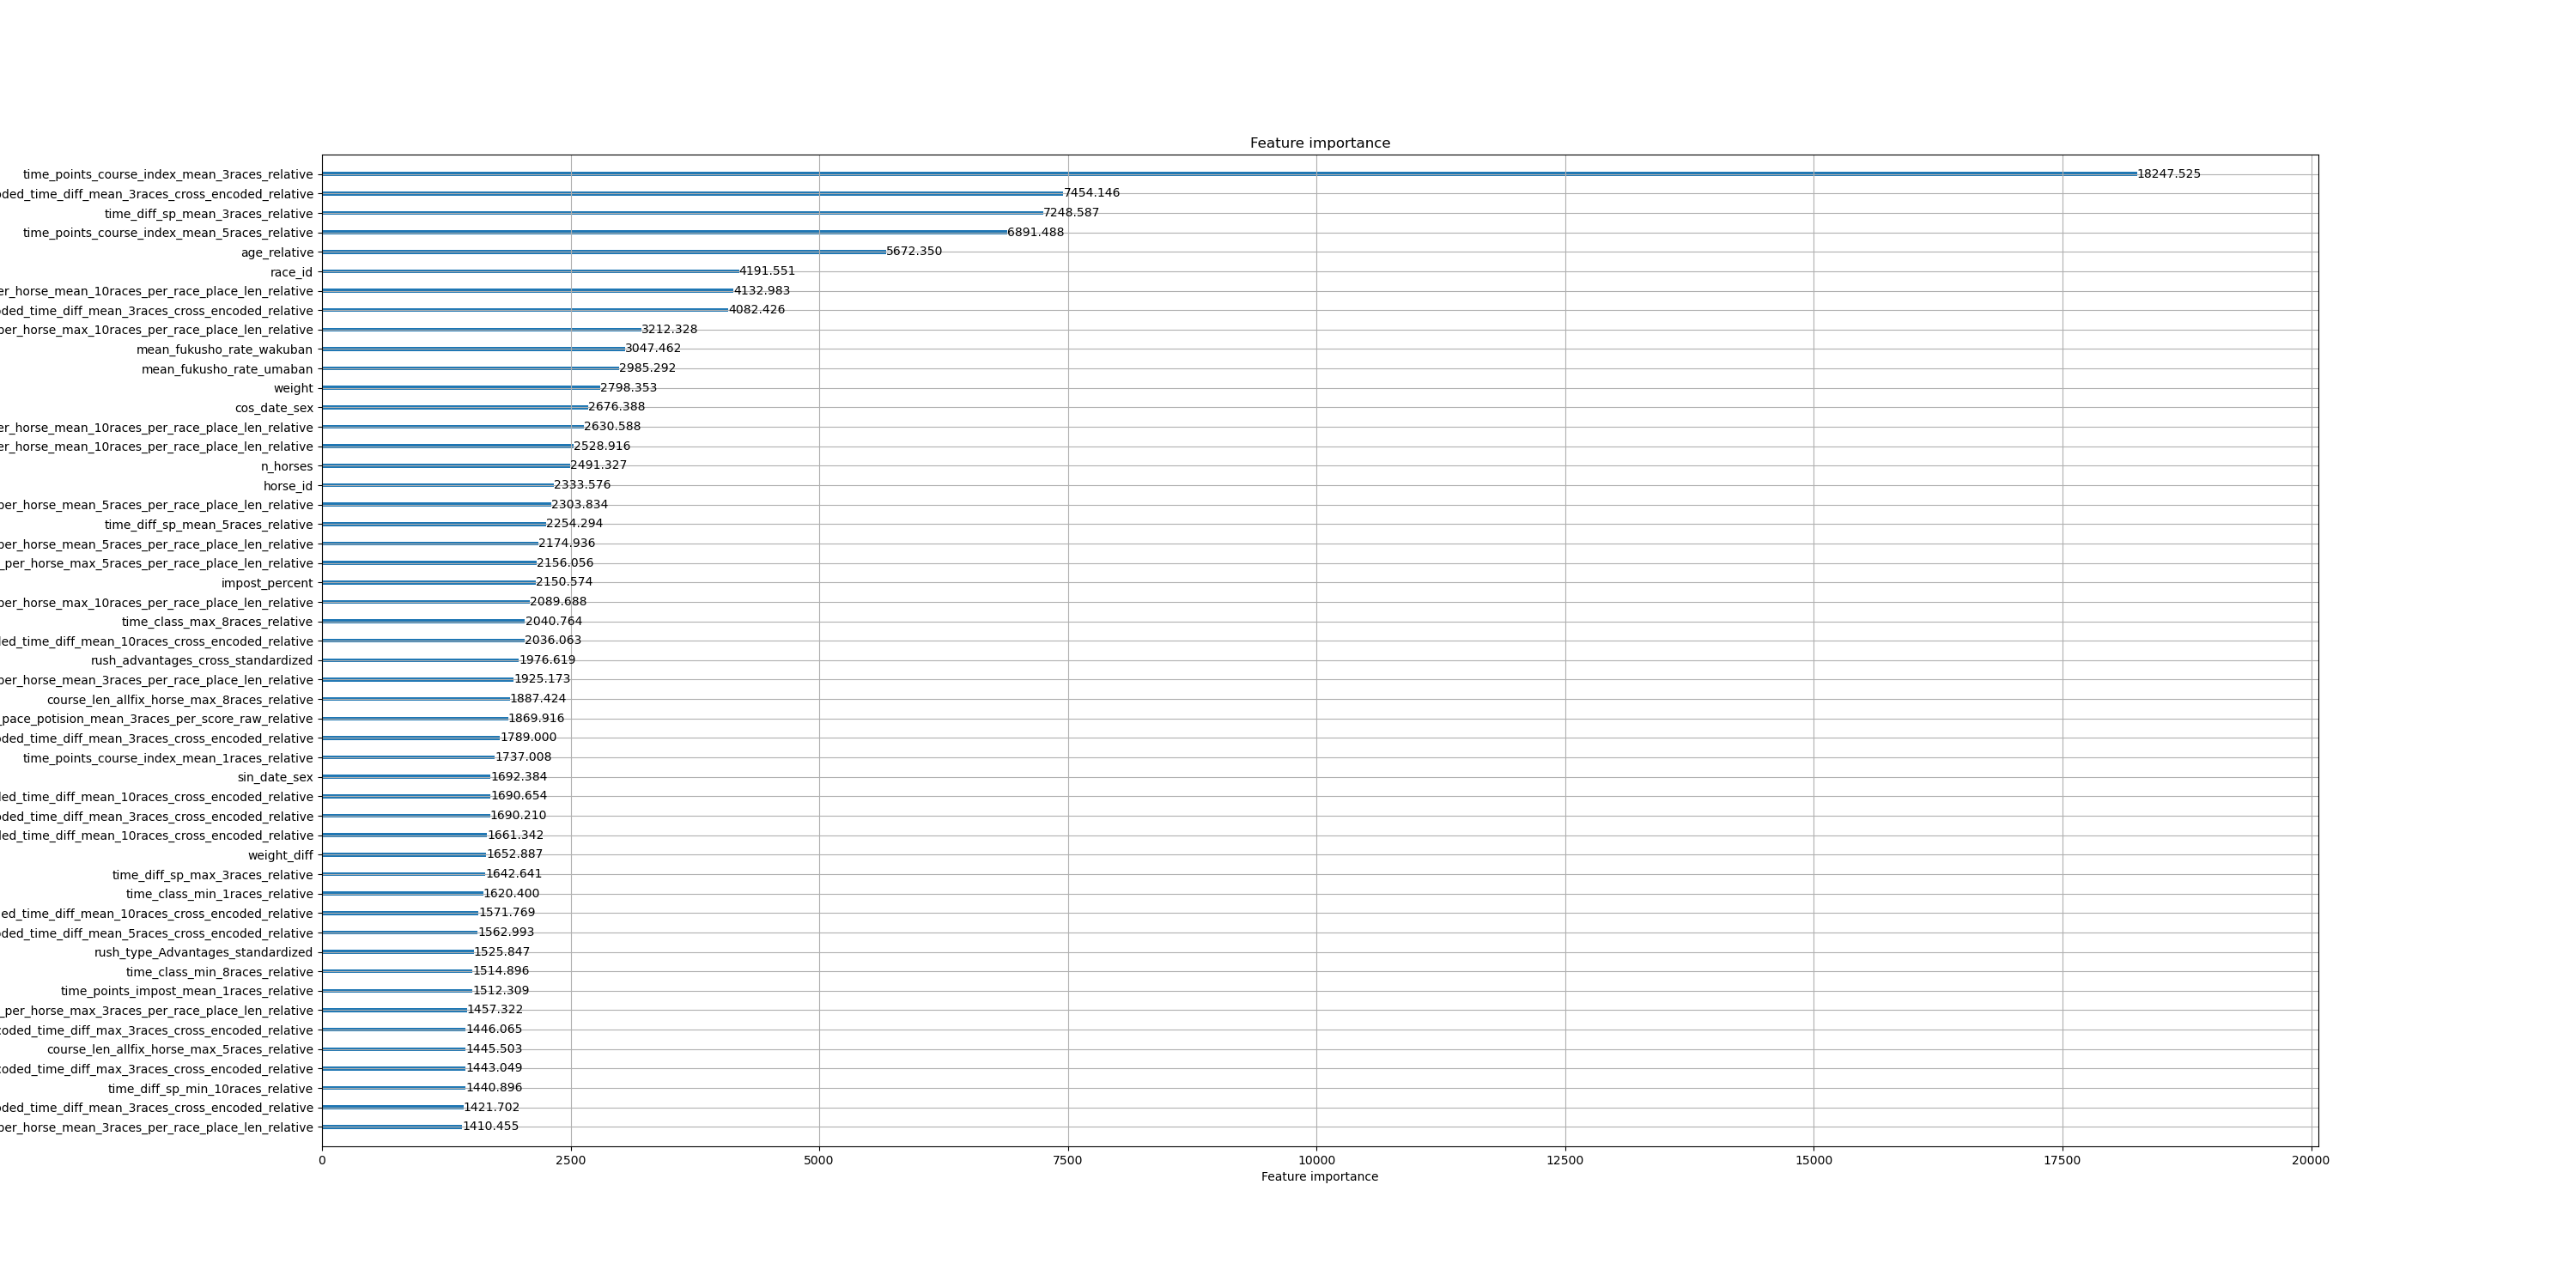 Feature importance
time_points_course_index_mean_3races_relative 18247.525
ded_time_diff_mean_3races_cross_encoded_relative 7454.146
time_diff_sp_mean_3races_relative 7248.587
time_points_course_index_mean_5races_relative 6891.488
age_relative 5672.350
race_id 4191.551
er_horse_mean_10races_per_race_place_len_relative 4132.983
ded_time_diff_mean_3races_cross_encoded_relative 4082.426
per_horse_max_10races_per_race_place_len_relative 3212.328
mean_fukusho_rate_wakuban 3047.462
mean_fukusho_rate_umaban 2985.292
weight 2798.353
cos_date_sex 2676.388
er_horse_mean_10races_per_race_place_len_relative 2630.588
er_horse_mean_10races_per_race_place_len_relative 2528.916
n_horses 2491.327
horse_id 2333.576
per_horse_mean_5races_per_race_place_len_relative 2303.834
time_diff_sp_mean_5races_relative 2254.294
per_horse_mean_5races_per_race_place_len_relative 2174.936
_per_horse_max_5races_per_race_place_len_relative 2156.056
impost_percent 2150.574
per_horse_max_10races_per_race_place_len_relative 2089.688
time_class_max_8races_relative 2040.764
led_time_diff_mean_10races_cross_encoded_relative 2036.063
rush_advantages_cross_standardized 1976.619
per_horse_mean_3races_per_race_place_len_relative 1925.173
course_len_allfix_horse_max_8races_relative 1887.424
_pace_potision_mean_3races_per_score_raw_relative 1869.916
ded_time_diff_mean_3races_cross_encoded_relative 1789.000
time_points_course_index_mean_1races_relative 1737.008
sin_date_sex 1692.384
led_time_diff_mean_10races_cross_encoded_relative 1690.654
oded_time_diff_mean_3races_cross_encoded_relative 1690.210
led_time_diff_mean_10races_cross_encoded_relative 1661.342
weight_diff 1652.887
time_diff_sp_max_3races_relative 1642.641
time_class_min_1races_relative 1620.400
ed_time_diff_mean_10races_cross_encoded_relative 1571.769
ded_time_diff_mean_5races_cross_encoded_relative 1562.993
rush_type_Advantages_standardized 1525.847
time_class_min_8races_relative 1514.896
time_points_impost_mean_1races_relative 1512.309
_per_horse_max_3races_per_race_place_len_relative 1457.322
oded_time_diff_max_3races_cross_encoded_relative 1446.065
course_len_allfix_horse_max_5races_relative 1445.503
oded_time_diff_max_3races_cross_encoded_relative 1443.049
time_diff_sp_min_10races_relative 1440.896
ded_time_diff_mean_3races_cross_encoded_relative 1421.702
per_horse_mean_3races_per_race_place_len_relative 1410.455
0 2500 5000 7500 10000 12500 15000 17500 20000
Feature importance